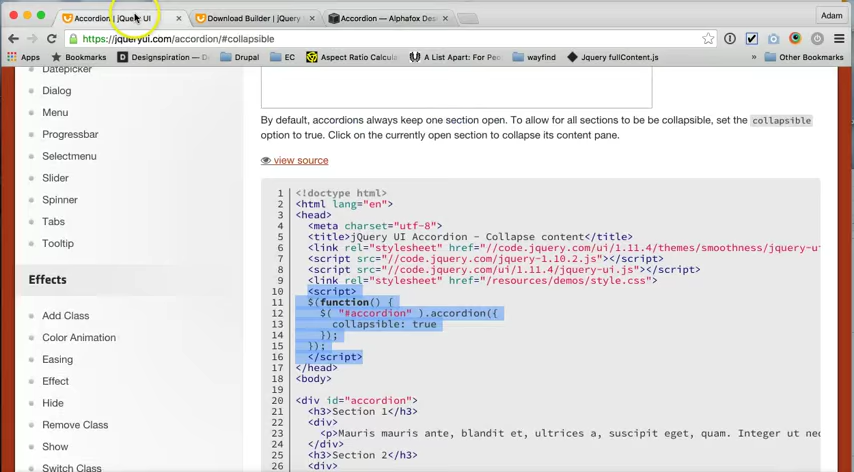 Accordion | jQuery UI
Download Builder | jQuery
Accordion — Alphafox Des
Adam
https://jqueryui.com/accordion/#collapsible
Apps
Bookmarks
Designspiration — D
Drupal
EC
Aspect Ratio Calcula
A List Apart: For Peo
wayfind
Jquery fullContent.js
»
Other Bookmarks
Datepicker
Dialog
Menu
Progressbar
Selectmenu
Slider
Spinner
Tabs
Tooltip
Effects
Add Class
Color Animation
Easing
Effect
Hide
Remove Class
Show
Switch Class
By default, accordions always keep one section open. To allow for all sections to be be collapsible, set the collapsible
option to true. Click on the currently open section to collapse its content pane.
view source
1 <!doctype html>
2 <html lang="en">
3 <head>
4 <meta charset="utf-8">
5 <title>jQuery UI Accordion - Collapse content</title>
6 <link rel="stylesheet" href="//code.jquery.com/ui/1.11.4/themes/smoothness/jquery-u
7 <script src="//code.jquery.com/jquery-1.10.2.js"></script>
8 <script src="//code.jquery.com/ui/1.11.4/jquery-ui.js"></script>
9 <link rel="stylesheet" href="/resources/demos/style.css">
10 <script>
11 $(function() {
12 $( "#accordion" ).accordion({
13 collapsible: true
14 });
15 });
16 </script>
17 </head>
18 <body>
19
20 <div id="accordion">
21 <h3>Section 1</h3>
22 <div>
23 <p>Mauris mauris ante, blandit et, ultrices a, suscipit eget, quam. Integer ut neq
24 </div>
25 <h3>Section 2</h3>
26 <div>